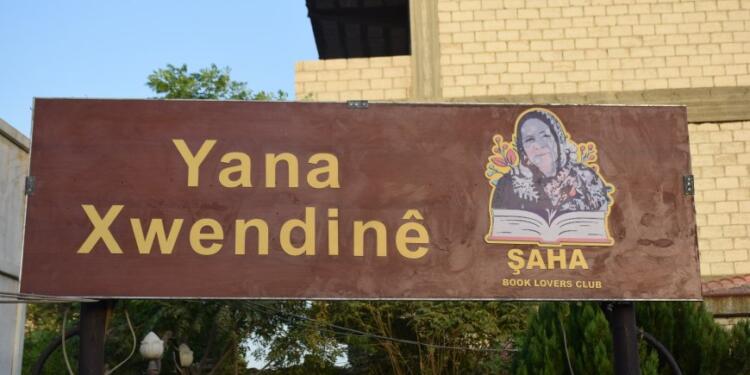 Yana
Xwendinê
ŞAHA
BOOK LOVERS CLUB